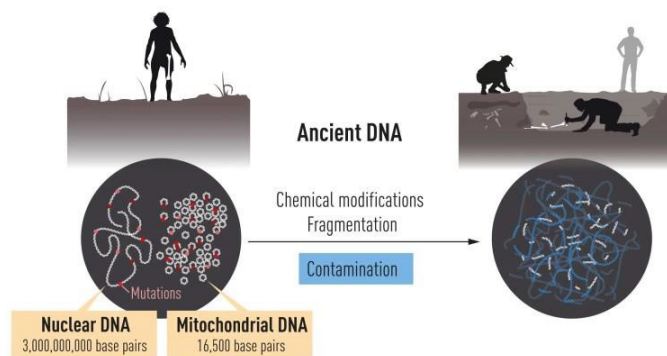 Ancient DNA
Chemical modifications
Fragmentation
Contamination
Mutations
Nuclear DNA
3,000,000,000 base pairs
Mitochondrial DNA
16,500 base pairs